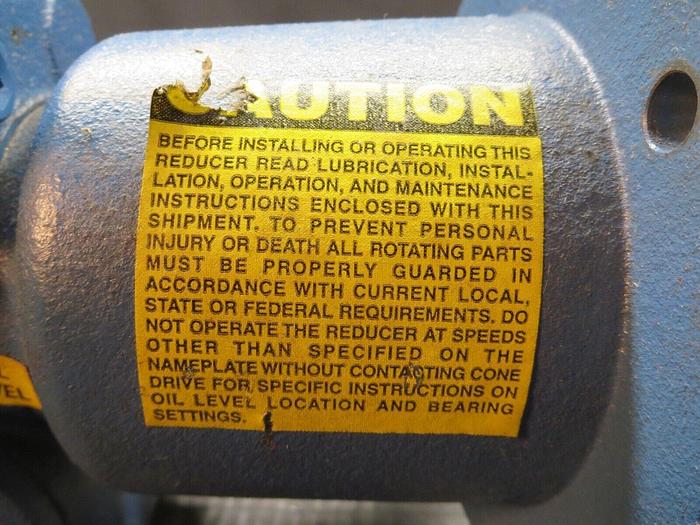 CAUTION
BEFORE INSTALLING OR OPERATING THIS
REDUCER READ LUBRICATION, INSTAL-
LATION, OPERATION, AND MAINTENANCE
INSTRUCTIONS ENCLOSED WITH THIS
SHIPMENT. TO PREVENT PERSONAL
INJURY OR DEATH ALL ROTATING PARTS
MUST BE PROPERLY GUARDED IN
ACCORDANCE WITH CURRENT LOCAL,
STATE OR FEDERAL REQUIREMENTS. DO
NOT OPERATE THE REDUCER AT SPEEDS
OTHER THAN SPECIFIED ON THE
NAMEPLATE WITHOUT CONTACTING CONE
DRIVE FOR SPECIFIC INSTRUCTIONS ON
OIL LEVEL LOCATION AND BEARING
SETTINGS.